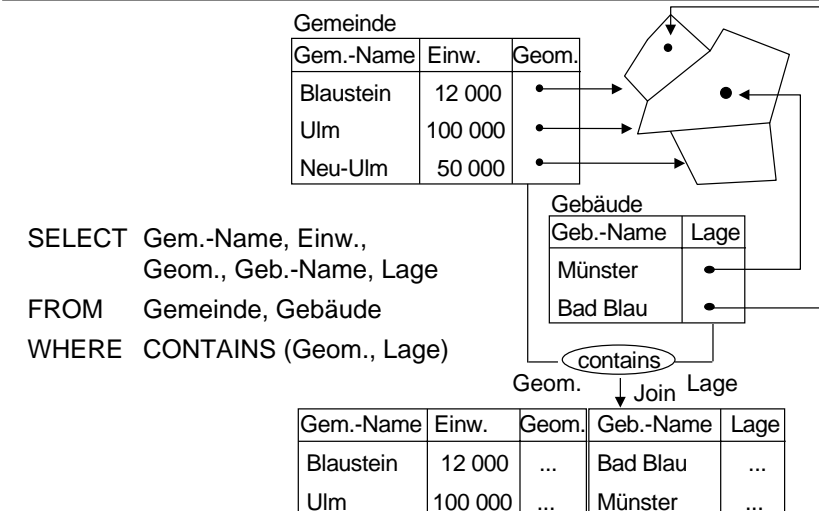 Gemeinde
Gem.-Name Einw. Geom.
Blaustein 12 000
Ulm 100 000
Neu-Ulm 50 000
Gebäude
Geb.-Name Lage
Münster
Bad Blau
SELECT Gem.-Name, Einw.,
Geom., Geb.-Name, Lage
FROM Gemeinde, Gebäude
WHERE CONTAINS (Geom., Lage)
contains
Geom. Join Lage
Gem.-Name Einw. Geom. Geb.-Name Lage
Blaustein 12 000 ... Bad Blau ...
Ulm 100 000 ... Münster ...